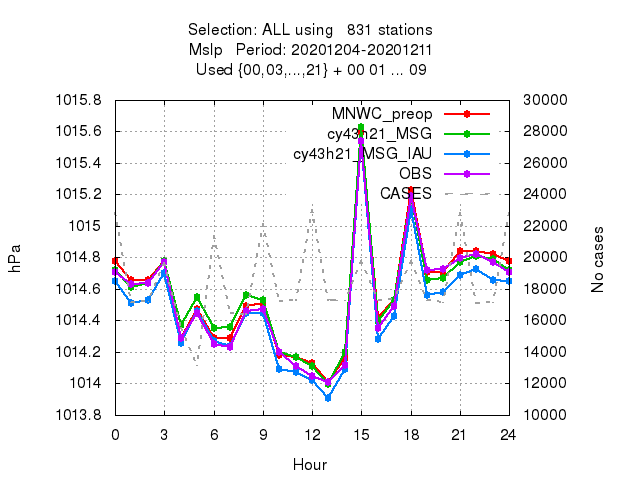 Selection: ALL using   831 stations
Mslp   Period: 20201204-20201211
Used {00,03,...,21} + 00 01 ... 09
1015.8
1015.6
1015.4
1015.2
1015
1014.8
1014.6
1014.4
1014.2
1014
1013.8
hPa
MNWC_preop
cy43h21_MSG
cy43h21_MSG_IAU
OBS
CASES
30000
28000
26000
24000
22000
20000
18000
16000
14000
12000
10000
No cases
0 3 6 9 12 15 18 21 24
Hour